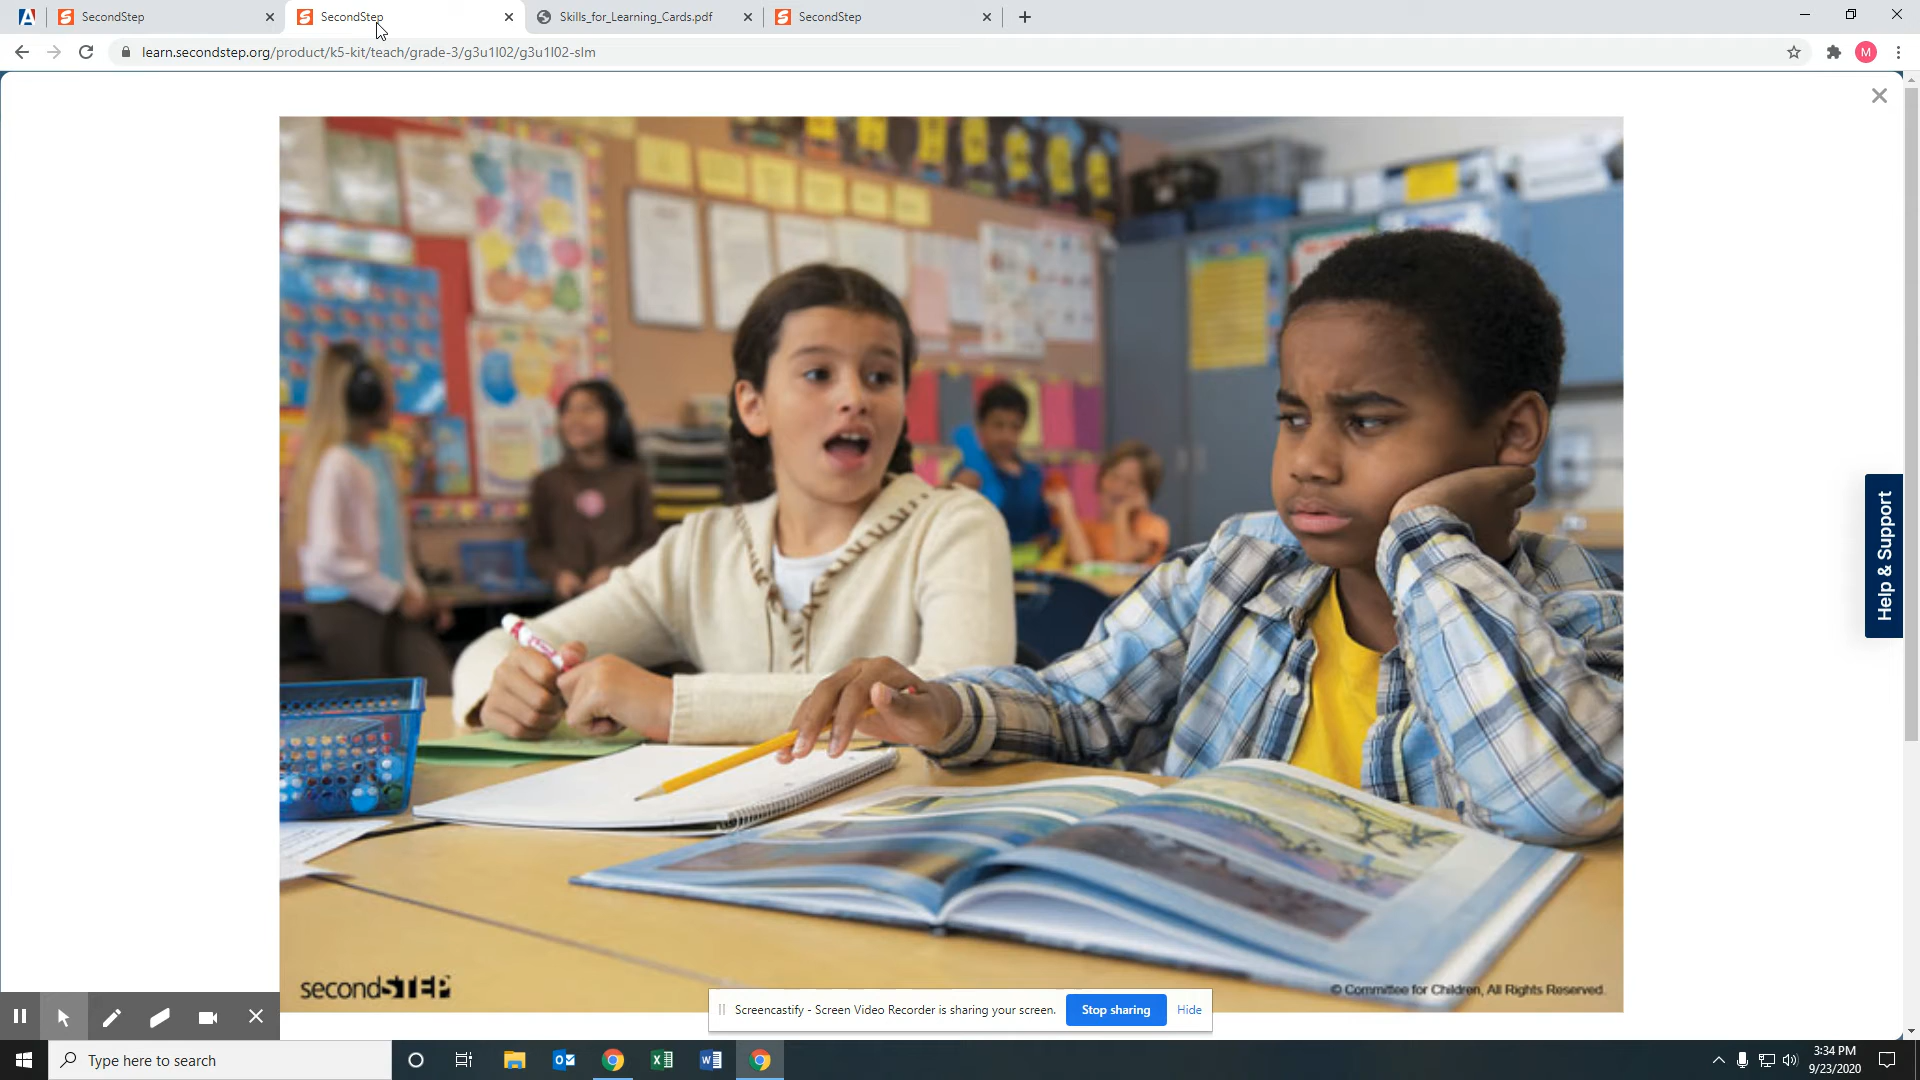 SecondStep
SecondStep
Skills_for_Learning_Cards.pdf
SecondStep
learn.secondstep.org/product/k5-kit/teach/grade-3/g3u1l02/g3u1l02-slm
M
Help & Support
secondSTEP
© Committee for Children, All Rights Reserved.
Screencastify - Screen Video Recorder is sharing your screen.
Stop sharing
Hide
Type here to search
3:34 PM
9/23/2020